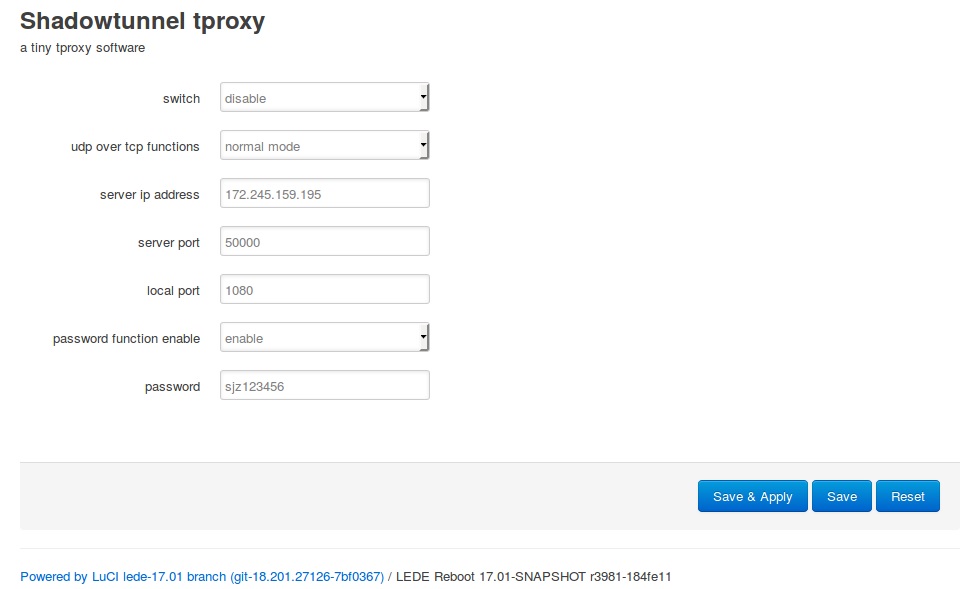 Shadowtunnel tproxy
a tiny tproxy software
switch disable
udp over tcp functions normal mode
server ip address 172.245.159.195
server port 50000
local port 1080
password function enable enable
password sjz123456
Save & Apply Save Reset
Powered by LuCI lede-17.01 branch (git-18.201.27126-7bf0367) / LEDE Reboot 17.01-SNAPSHOT r3981-184fe11